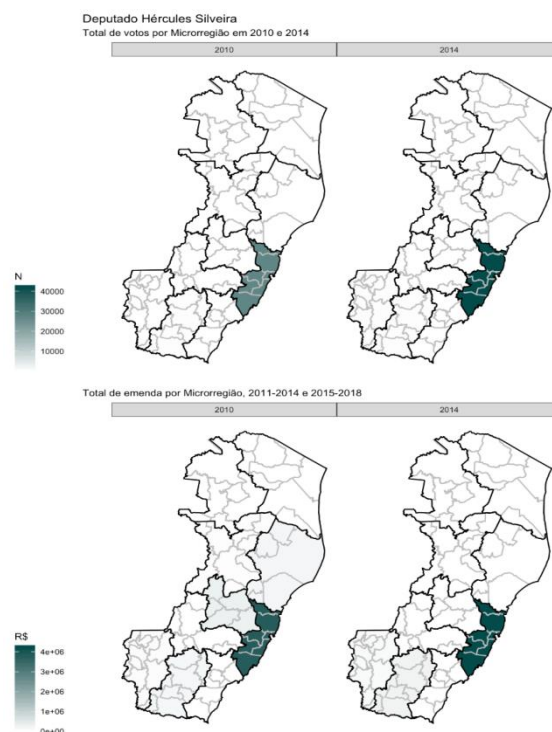 Deputado Hércules Silveira
Total de votos por Microrregião em 2010 e 2014
2010
2014
N
40000
30000
20000
10000
Total de emenda por Microrregião, 2011-2014 e 2015-2018
2010
2014
R$
4e+06
3e+06
2e+06
1e+06
0e+00